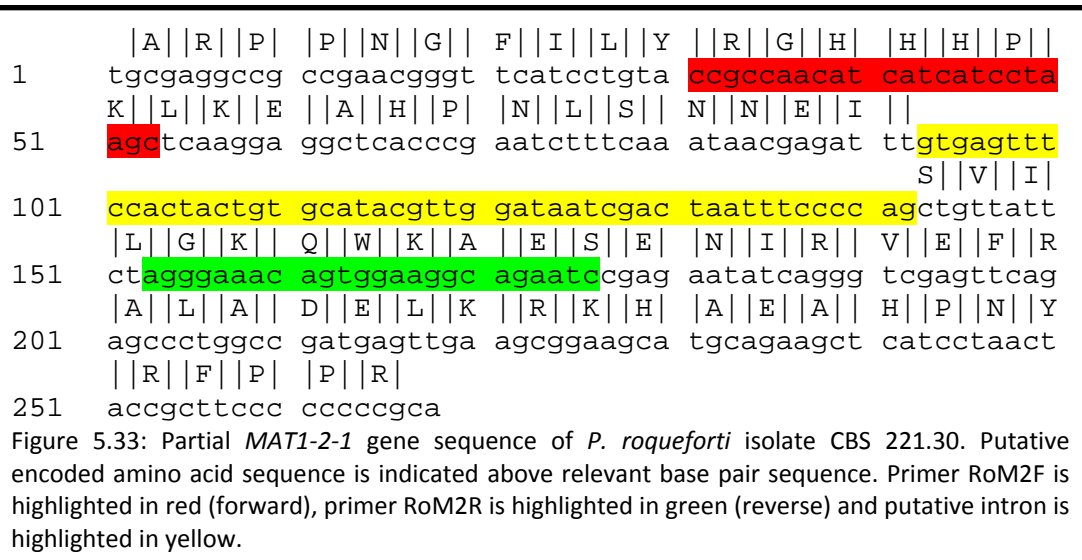 |A||R||P| |P||N||G|| F||I||L||Y ||R||G||H| |H||H||P||
1 tgcgaggccg ccgaacgggt tcatcctgta ccgccaacat catcatccta
K||L||K||E ||A||H||P| |N||L||S|| N||N||E||I ||
51 agctcaagga ggctcacccg aatctttcaa ataacgagat ttgtgagttt
S||V||I|
101 ccactactgt gcatacgttg gataatcgac taatttcccc agctgttatt
|L||G||K|| Q||W||K||A ||E||S||E| |N||I||R|| V||E||F||R
151 ctagggaaac agtggaaggc agaatccgag aatatcaggg tcgagttcag
|A||L||A|| D||E||L||K ||R||K||H| |A||E||A|| H||P||N||Y
201 agccctggcc gatgagttga agcggaagca tgcagaagct catcctaact
||R||F||P| |P||R|
251 accgcttccc cccccgca
Figure 5.33: Partial MAT1-2-1 gene sequence of P. roqueforti isolate CBS 221.30. Putative
encoded amino acid sequence is indicated above relevant base pair sequence. Primer RoM2F is
highlighted in red (forward), primer RoM2R is highlighted in green (reverse) and putative intron is
highlighted in yellow.